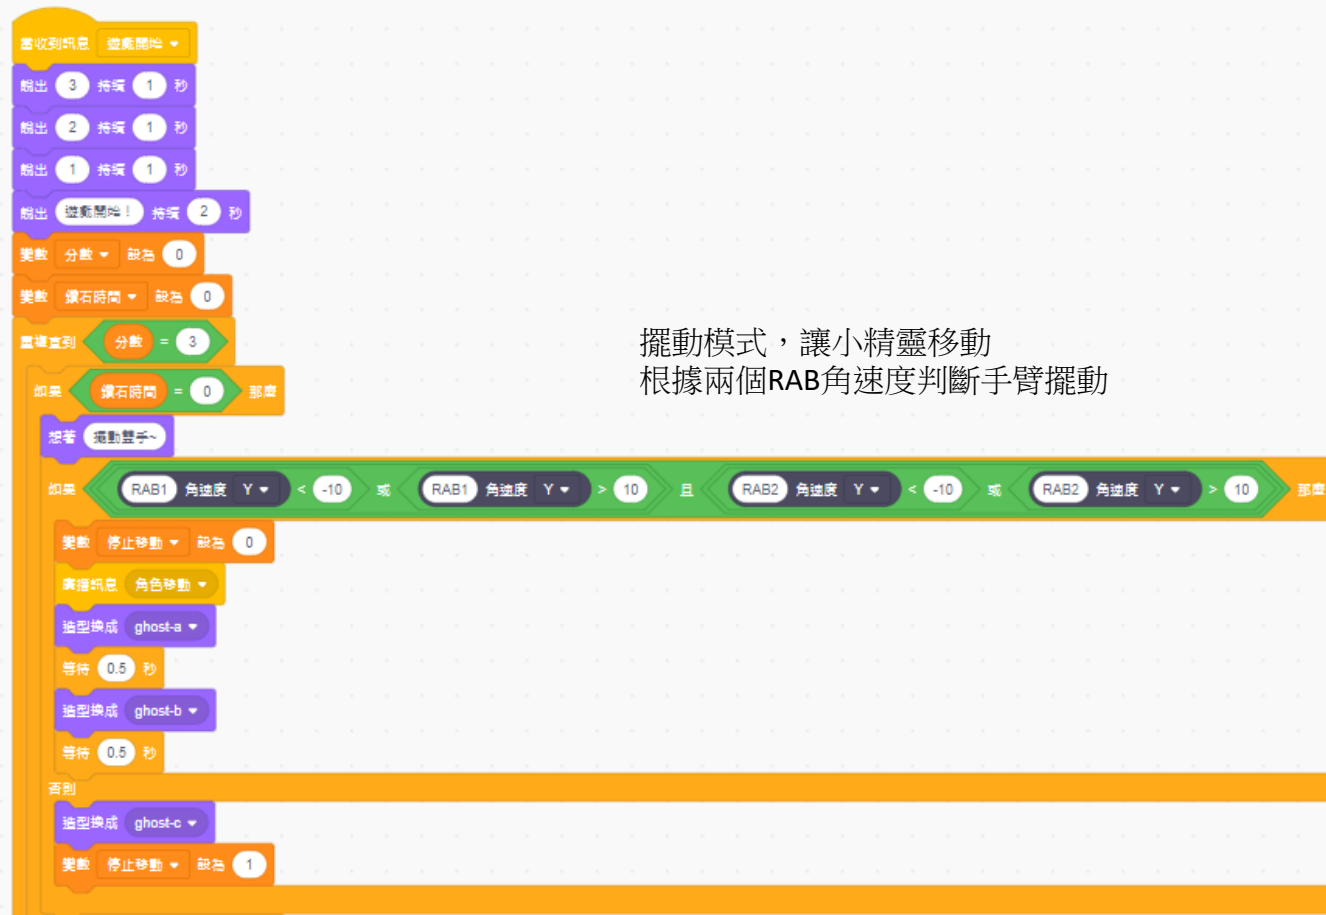 當收到訊息 遊戲開始
說出 3 持續 1 秒
說出 2 持續 1 秒
說出 1 持續 1 秒
說出 遊戲開始！ 持續 2 秒
變數 分數 設為 0
變數 鑽石時間 設為 0
重複直到 分數 = 3
擺動模式，讓小精靈移動
根據兩個RAB角速度判斷手臂擺動
如果 鑽石時間 = 0 那麼
想著 擺動雙手~
如果 RAB1 角速度 Y < -10 或 RAB1 角速度 Y > 10 且 RAB2 角速度 Y < -10 或 RAB2 角速度 Y > 10 那麼
變數 停止移動 設為 0
廣播訊息 角色移動
造型換成 ghost-a
等待 0.5 秒
造型換成 ghost-b
等待 0.5 秒
否則
造型換成 ghost-c
變數 停止移動 設為 1